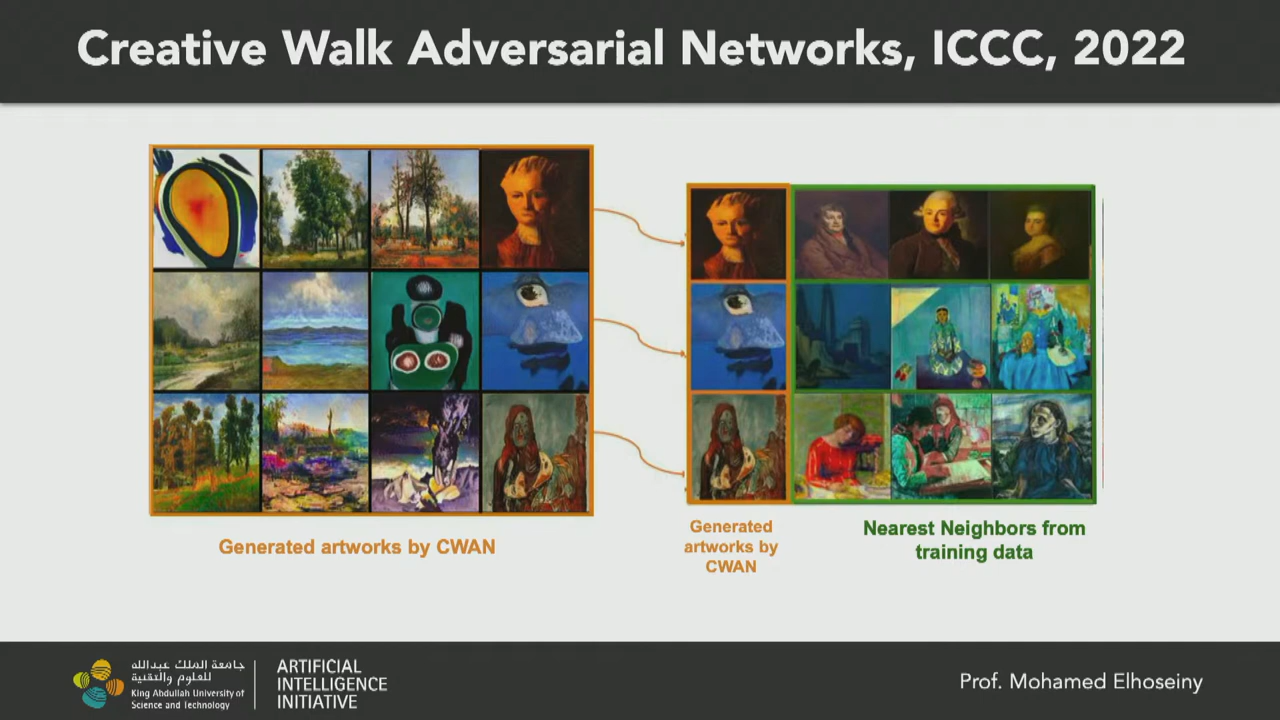 Creative Walk Adversarial Networks, ICCC, 2022
Generated artworks by CWAN
Generated
artworks by
CWAN
Nearest Neighbors from
training data
جامعة الملك عبدالله
للعلوم والتقنية
King Abdullah University of
Science and Technology
ARTIFICIAL
INTELLIGENCE
INITIATIVE
Prof. Mohamed Elhoseiny